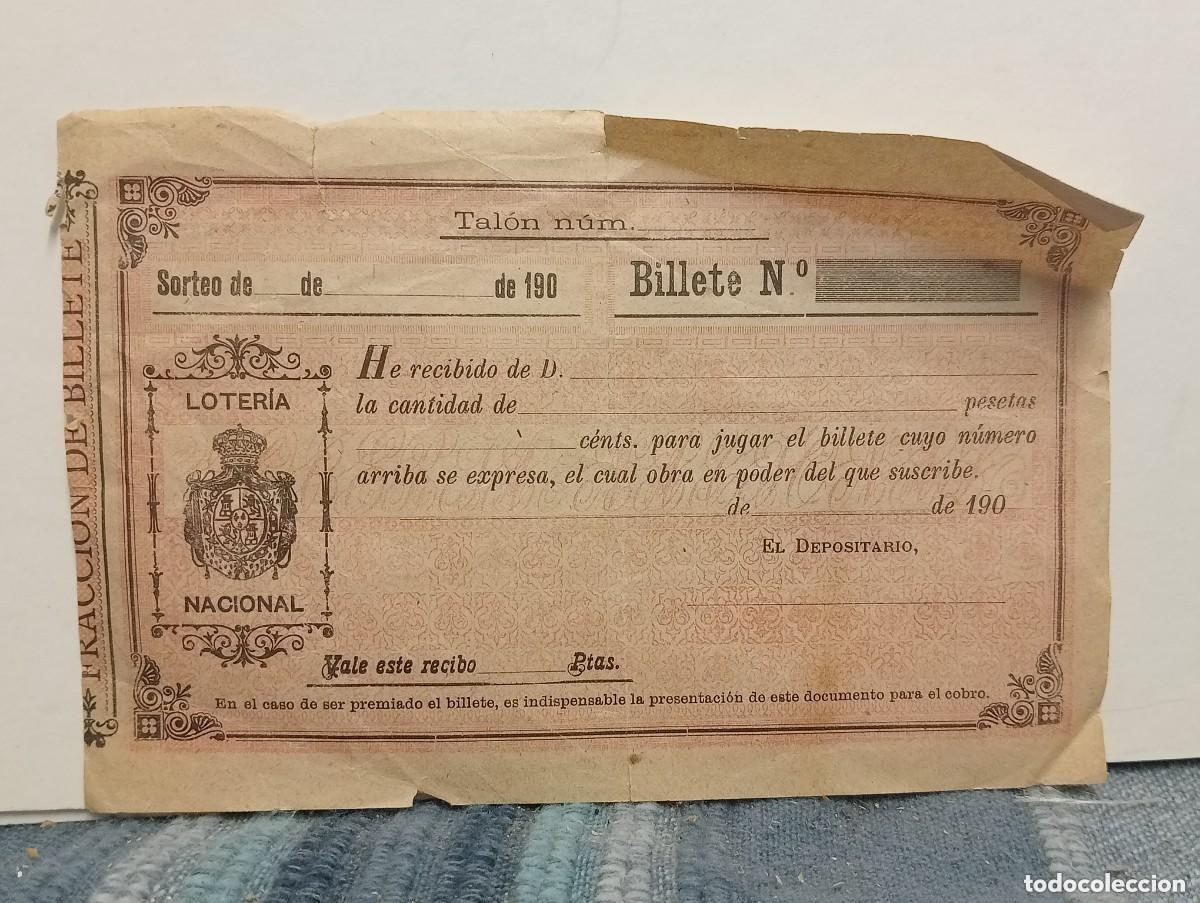 FRACCION DE BILLETE
Talón núm.
Sorteo de de de 190
Billete N.º
LOTERÍA
NACIONAL
He recibido de D.
la cantidad de pesetas
cénts. para jugar el billete cuyo número
arriba se expresa, el cual obra en poder del que suscribe.
de de 190
EL DEPOSITARIO,
Vale este recibo Ptas.
En el caso de ser premiado el billete, es indispensable la presentación de este documento para el cobro.
todocoleccion